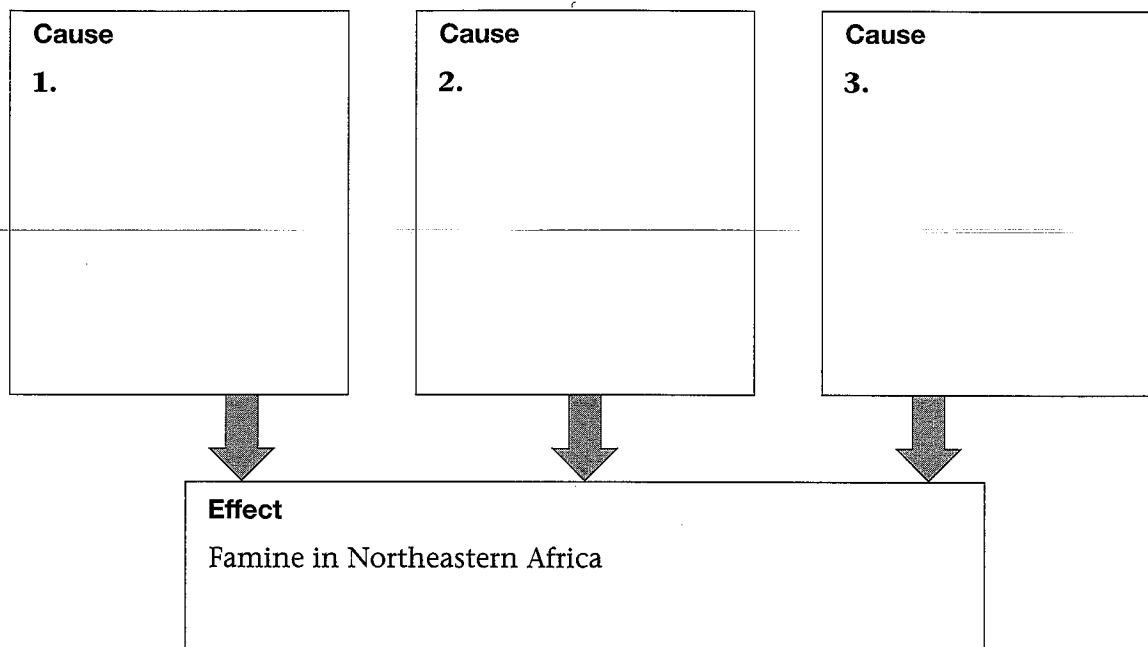 Cause
1.
Cause
2.
Cause
3.
Effect
Famine in Northeastern Africa